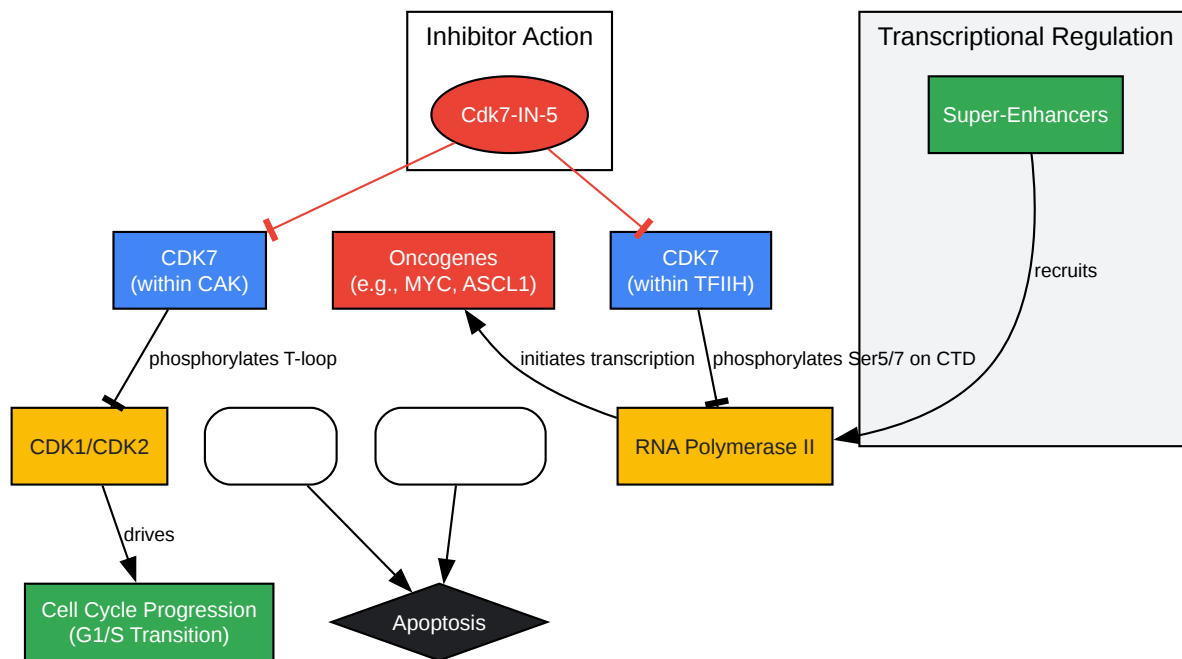 Inhibitor Action
Transcriptional Regulation
Cdk7-IN-5
Super-Enhancers
CDK7
(within CAK)
Oncogenes
(e.g., MYC, ASCL1)
CDK7
(within TFIIH)
recruits
phosphorylates T-loop
initiates transcription
phosphorylates Ser5/7 on CTD
CDK1/CDK2
RNA Polymerase II
drives
Cell Cycle Progression
(G1/S Transition)
Apoptosis